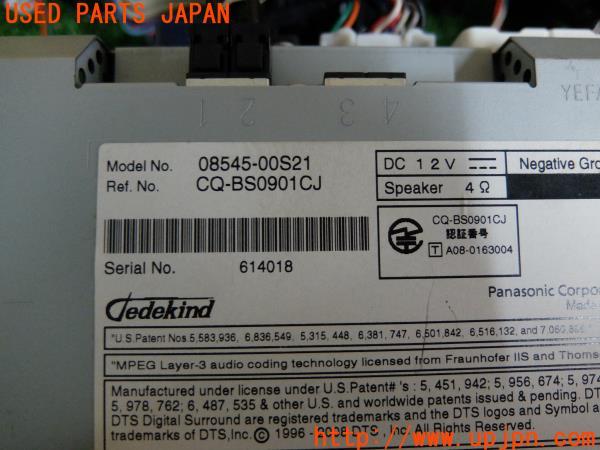 USED PARTS JAPAN
2 1
4 3
YEFA
Model No. 08545-00S21
Ref. No. CQ-BS0901CJ
DC 12V
Negative Gro
Speaker 4Ω
CQ-BS0901CJ
認証番号
T A08-0163004
Serial No. 614018
Panasonic Corpo
Made
Dedekind
"U.S.Patent Nos 5,583,936, 6,836,549, 5,315,448, 6,381,747, 6,501,842, 6,516,132, and 7,060,
"MPEG Layer-3 audio coding technology licensed from Fraunhofer IIS and Thoms
Manufactured under license under U.S.Patent# 's : 5, 451, 942; 5, 956, 674; 5, 974
5, 978, 762; 6, 487, 535 & other U.S. and worldwide patents issued & pending. DT
DTS Digital Surround are registered trademarks and the DTS logos and Symbol a
trademarks of DTS,Inc.© 1996 - DTS, Inc. All
USED PARTS JAPAN
www.upjpn.com